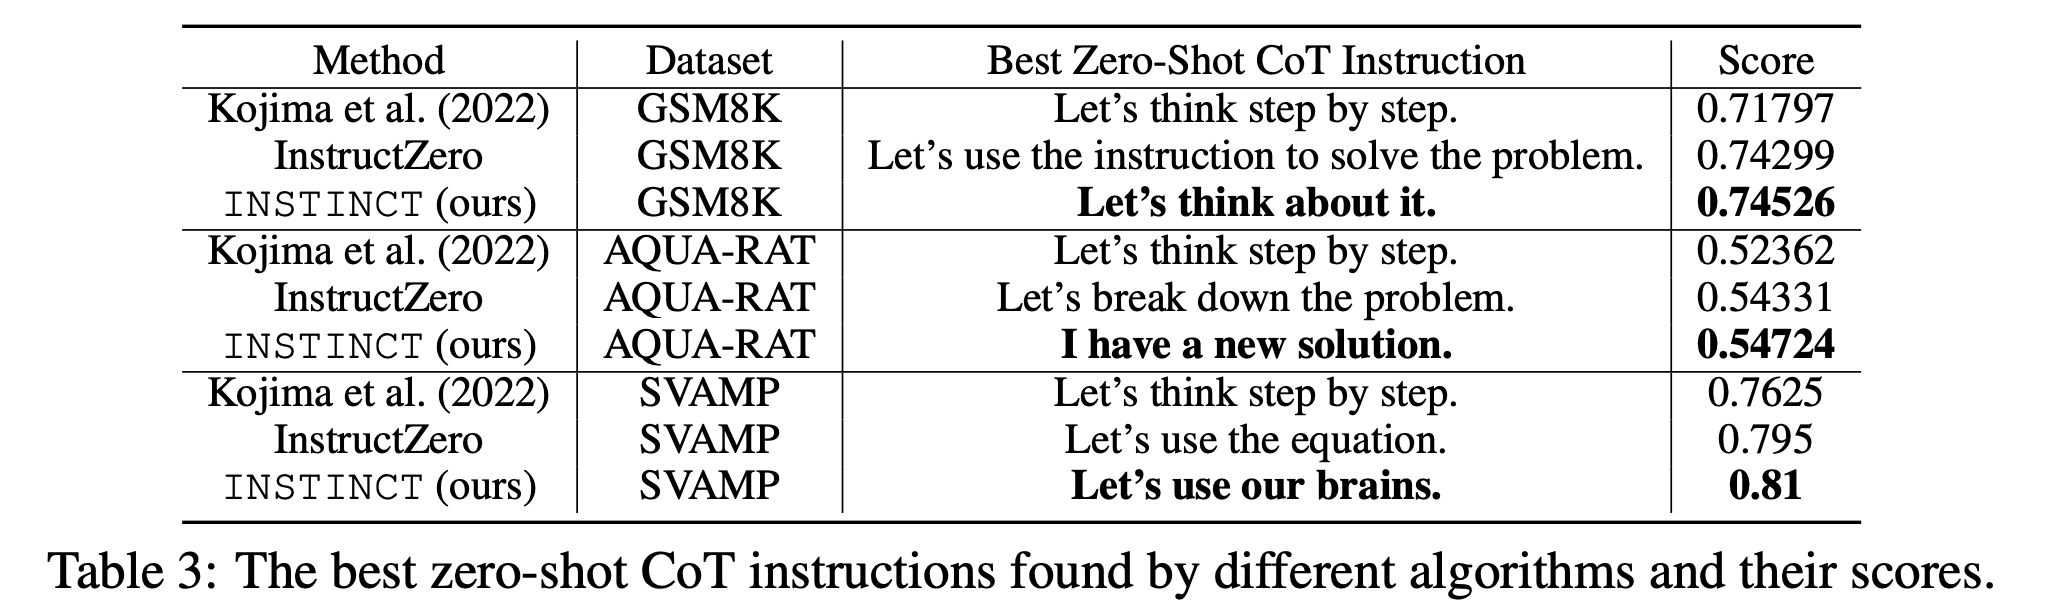 Method Dataset Best Zero-Shot CoT Instruction Score
Kojima et al. (2022) GSM8K Let’s think step by step. 0.71797
InstructZero GSM8K Let’s use the instruction to solve the problem. 0.74299
INSTINCT (ours) GSM8K Let’s think about it. 0.74526
Kojima et al. (2022) AQUA-RAT Let’s think step by step. 0.52362
InstructZero AQUA-RAT Let’s break down the problem. 0.54331
INSTINCT (ours) AQUA-RAT I have a new solution. 0.54724
Kojima et al. (2022) SVAMP Let’s think step by step. 0.7625
InstructZero SVAMP Let’s use the equation. 0.795
INSTINCT (ours) SVAMP Let’s use our brains. 0.81
Table 3: The best zero-shot CoT instructions found by different algorithms and their scores.